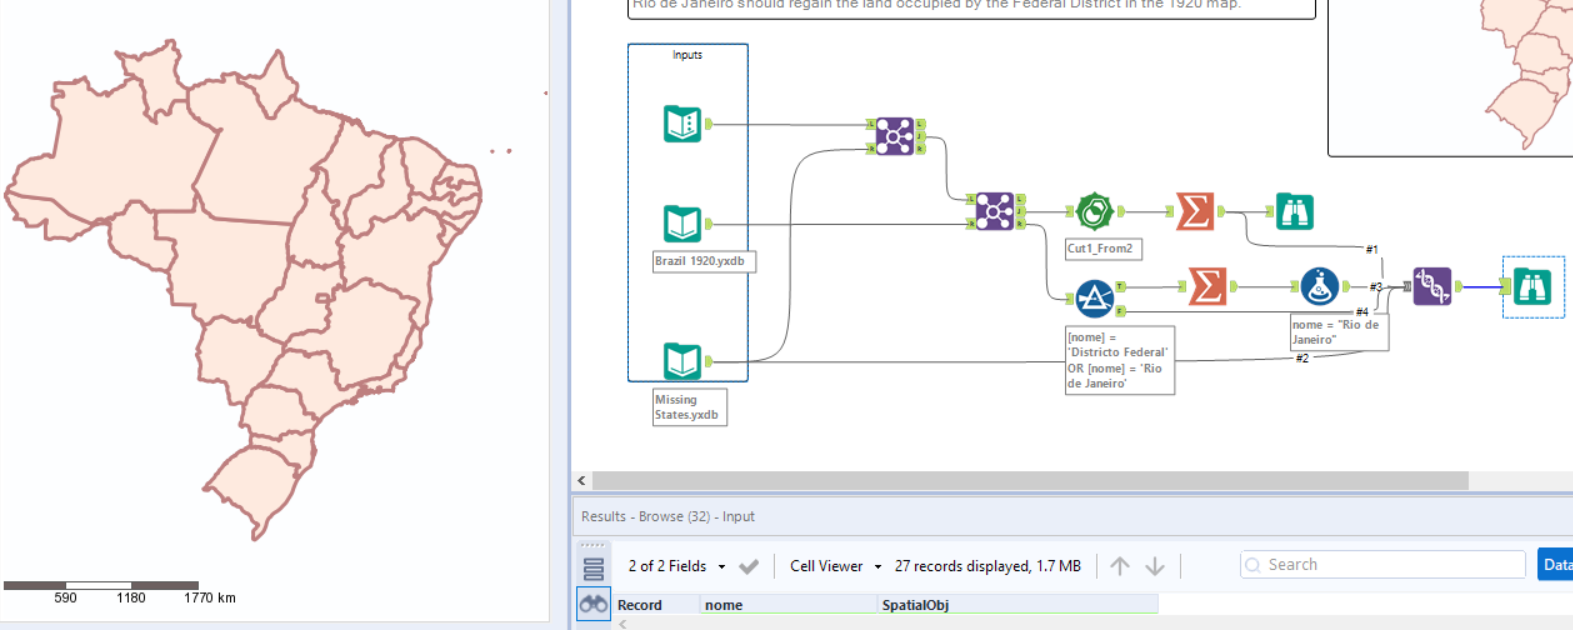 Rio de Janeiro should regain the land occupied by the Federal District in the 1920 map.
Inputs
Brazil 1920.yxdb
Missing
States.yxdb
Cut1_From2
[nome] =
'Districto Federal'
OR [nome] = 'Rio
de Janeiro'
nome = "Rio de
Janeiro"
#1
#3
#4
#2
L
R
L
J
R
L
R
L
J
R
T
F
590 1180 1770 km
Results - Browse (32) - Input
2 of 2 Fields Cell Viewer 27 records displayed, 1.7 MB Search Data
Record nome SpatialObj